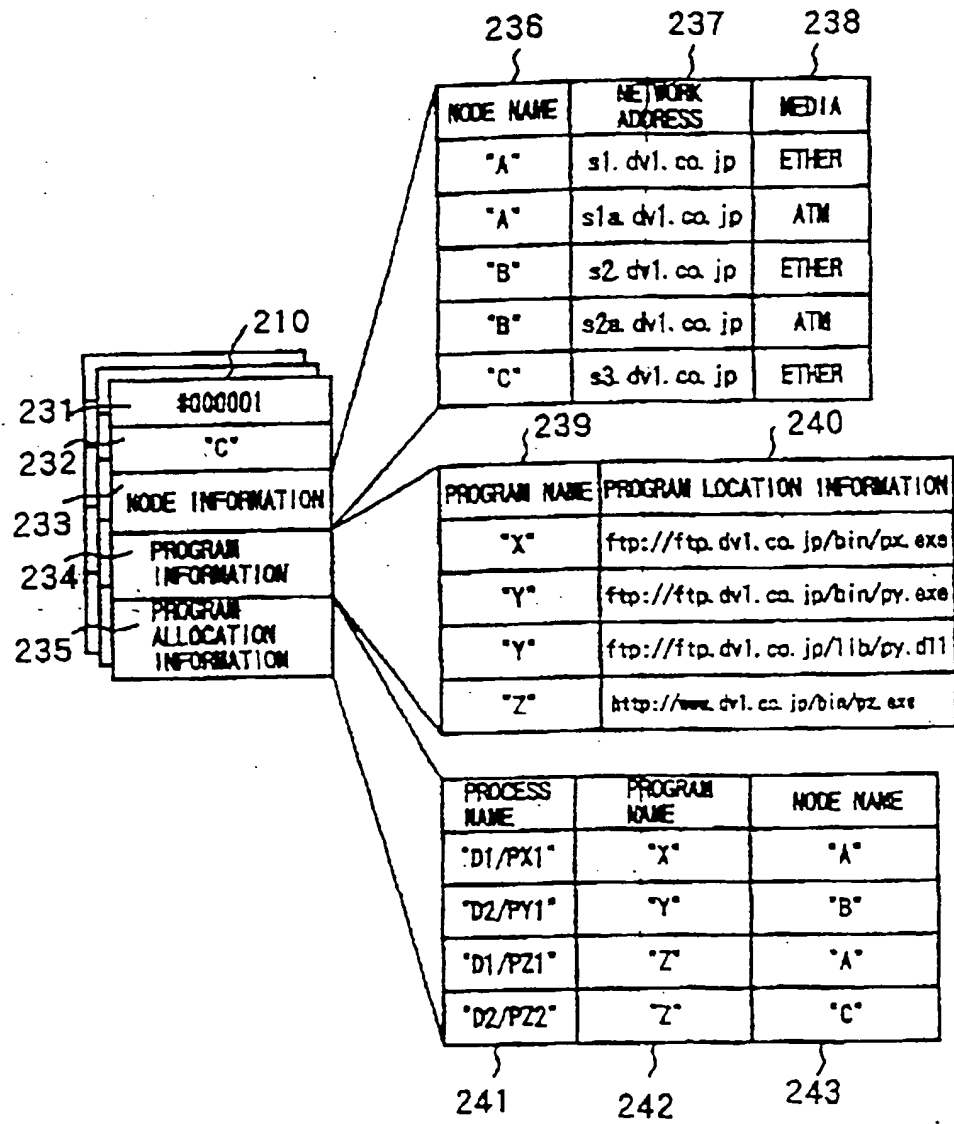 236 237 238
NODE NAME NETWORK ADDRESS MEDIA
"A" s1.dv1.co.jp ETHER
"A" s1a.dv1.co.jp ATM
"B" s2.dv1.co.jp ETHER
"B" s2a.dv1.co.jp ATM
"C" s3.dv1.co.jp ETHER
210
231 #000001
232 "C"
233 NODE INFORMATION
234 PROGRAM
INFORMATION
235 PROGRAM
ALLOCATION
INFORMATION
239 240
PROGRAM NAME PROGRAM LOCATION INFORMATION
"X" ftp://ftp.dv1.co.jp/bin/px.exe
"Y" ftp://ftp.dv1.co.jp/bin/py.exe
"Y" ftp://ftp.dv1.co.jp/lib/py.dll
"Z" http://www.dv1.co.jp/bin/pz.exe
PROCESS NAME PROGRAM NAME NODE NAME
"D1/PX1" "X" "A"
"D2/PY1" "Y" "B"
"D1/PZ1" "Z" "A"
"D2/PZ2" "Z" "C"
241 242 243